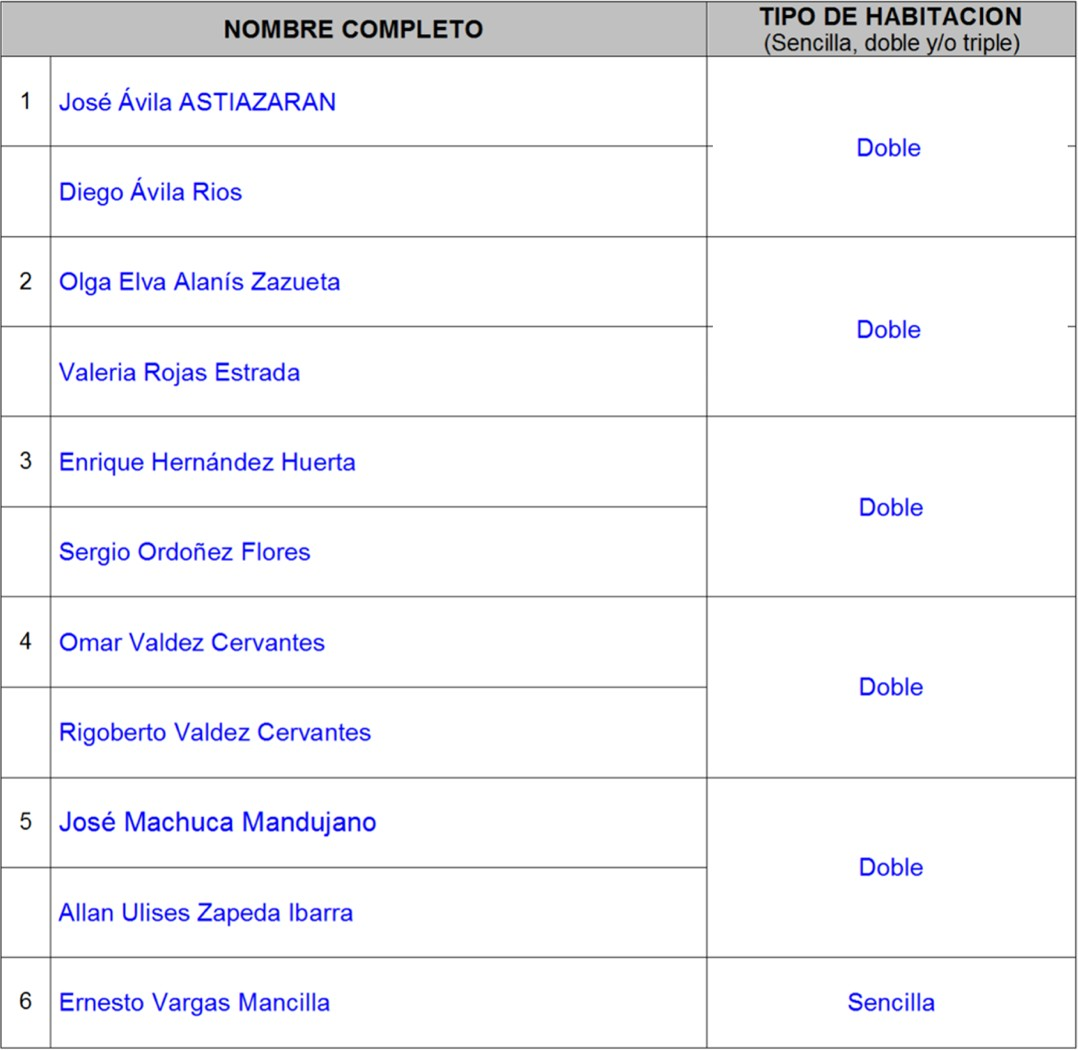 NOMBRE COMPLETO
TIPO DE HABITACION
(Sencilla, doble y/o triple)
1 José Ávila ASTIAZARAN
Doble
Diego Ávila Rios
2 Olga Elva Alanís Zazueta
Doble
Valeria Rojas Estrada
3 Enrique Hernández Huerta
Doble
Sergio Ordoñez Flores
4 Omar Valdez Cervantes
Doble
Rigoberto Valdez Cervantes
5 José Machuca Mandujano
Doble
Allan Ulises Zapeda Ibarra
6 Ernesto Vargas Mancilla Sencilla